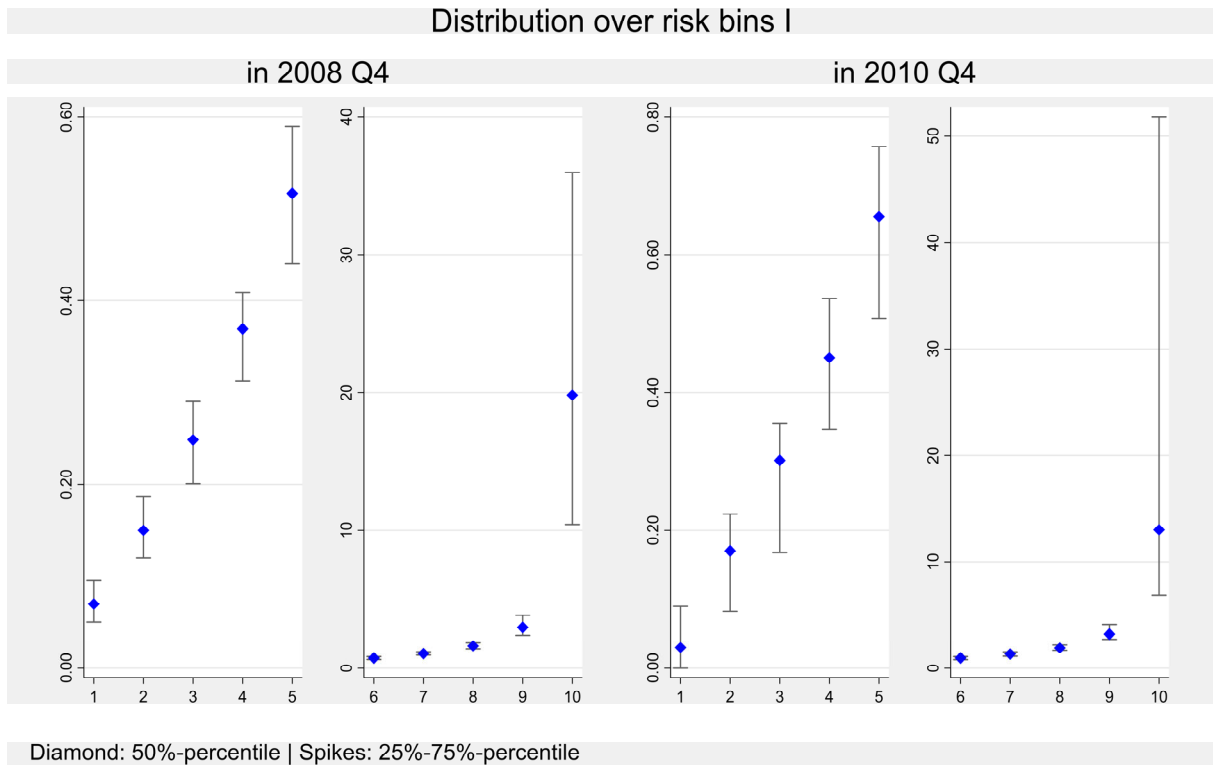 Distribution over risk bins I
in 2008 Q4
in 2010 Q4
0.60
0.40
0.20
0.00
1 2 3 4 5
40
30
20
10
0
6 7 8 9 10
0.80
0.60
0.40
0.20
0.00
1 2 3 4 5
50
40
30
20
10
0
6 7 8 9 10
Diamond: 50%-percentile | Spikes: 25%-75%-percentile